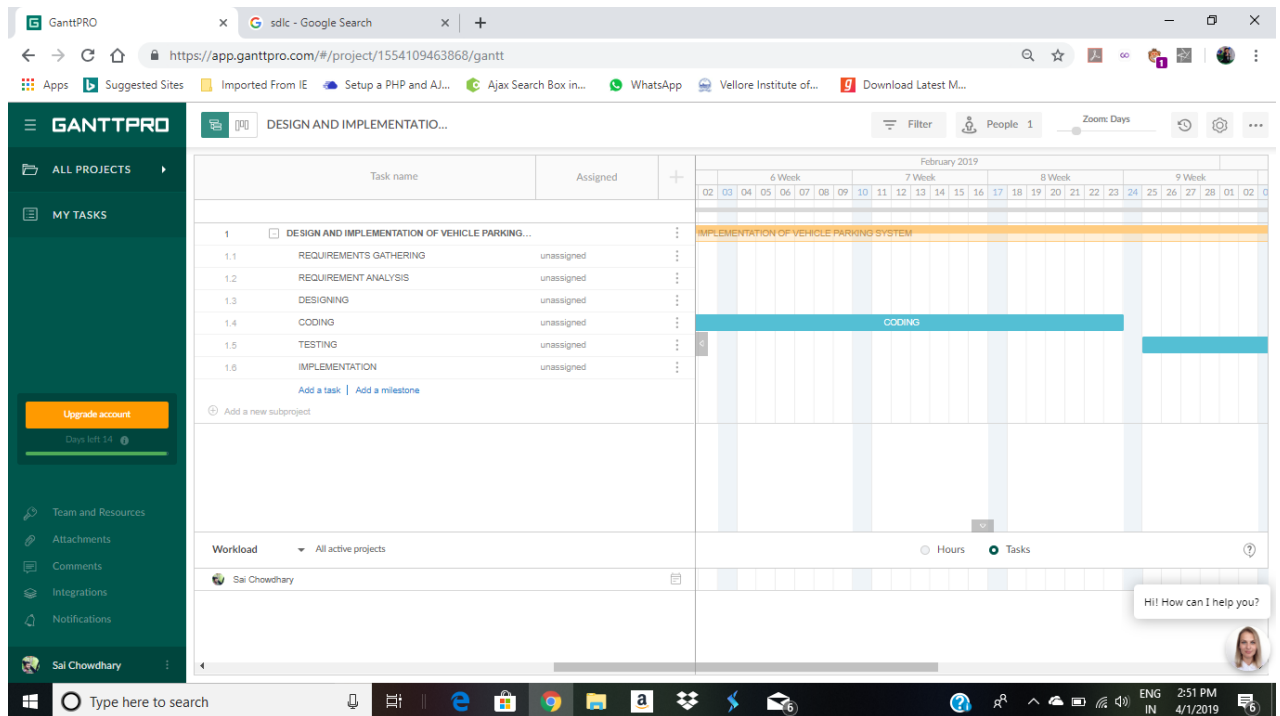 GanttPRO
sdlc - Google Search
https://app.ganttpro.com/#/project/1554109463868/gantt
1
Apps Suggested Sites Imported From IE Setup a PHP and AJ... Ajax Search Box in... WhatsApp Vellore Institute of... Download Latest M...
GANTTPRO
DESIGN AND IMPLEMENTATIO...
Filter
People 1
Zoom: Days
ALL PROJECTS
MY TASKS
Task name Assigned
February 2019
6 Week 7 Week 8 Week 9 Week
02 03 04 05 06 07 08 09 10 11 12 13 14 15 16 17 18 19 20 21 22 23 24 25 26 27 28 01 02
1 DESIGN AND IMPLEMENTATION OF VEHICLE PARKING...
IMPLEMENTATION OF VEHICLE PARKING SYSTEM
1.1 REQUIREMENTS GATHERING unassigned
1.2 REQUIREMENT ANALYSIS unassigned
1.3 DESIGNING unassigned
1.4 CODING unassigned
CODING
1.5 TESTING unassigned
1.6 IMPLEMENTATION unassigned
Add a task | Add a milestone
Add a new subproject
Upgrade account
Days left 14
Team and Resources
Attachments
Comments
Integrations
Notifications
Sai Chowdhary
Workload All active projects
Hours Tasks
Sai Chowdhary
Hi! How can I help you?
Type here to search
ENG
IN
2:51 PM
4/1/2019